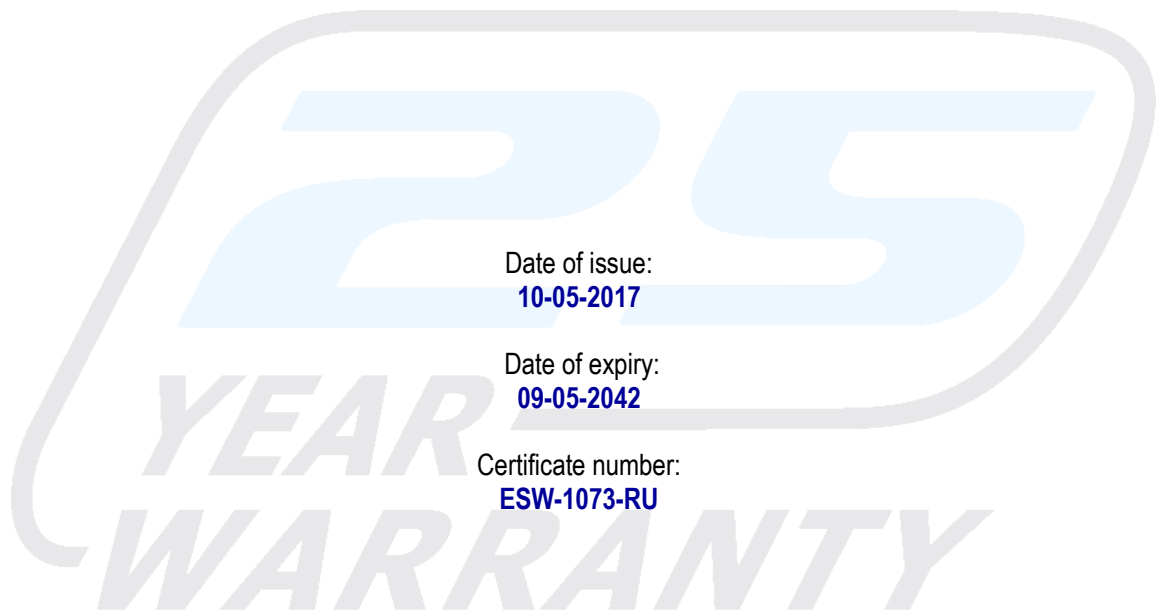 25
Date of issue:
10-05-2017
Date of expiry:
09-05-2042
YEAR
Certificate number:
ESW-1073-RU
WARRANTY